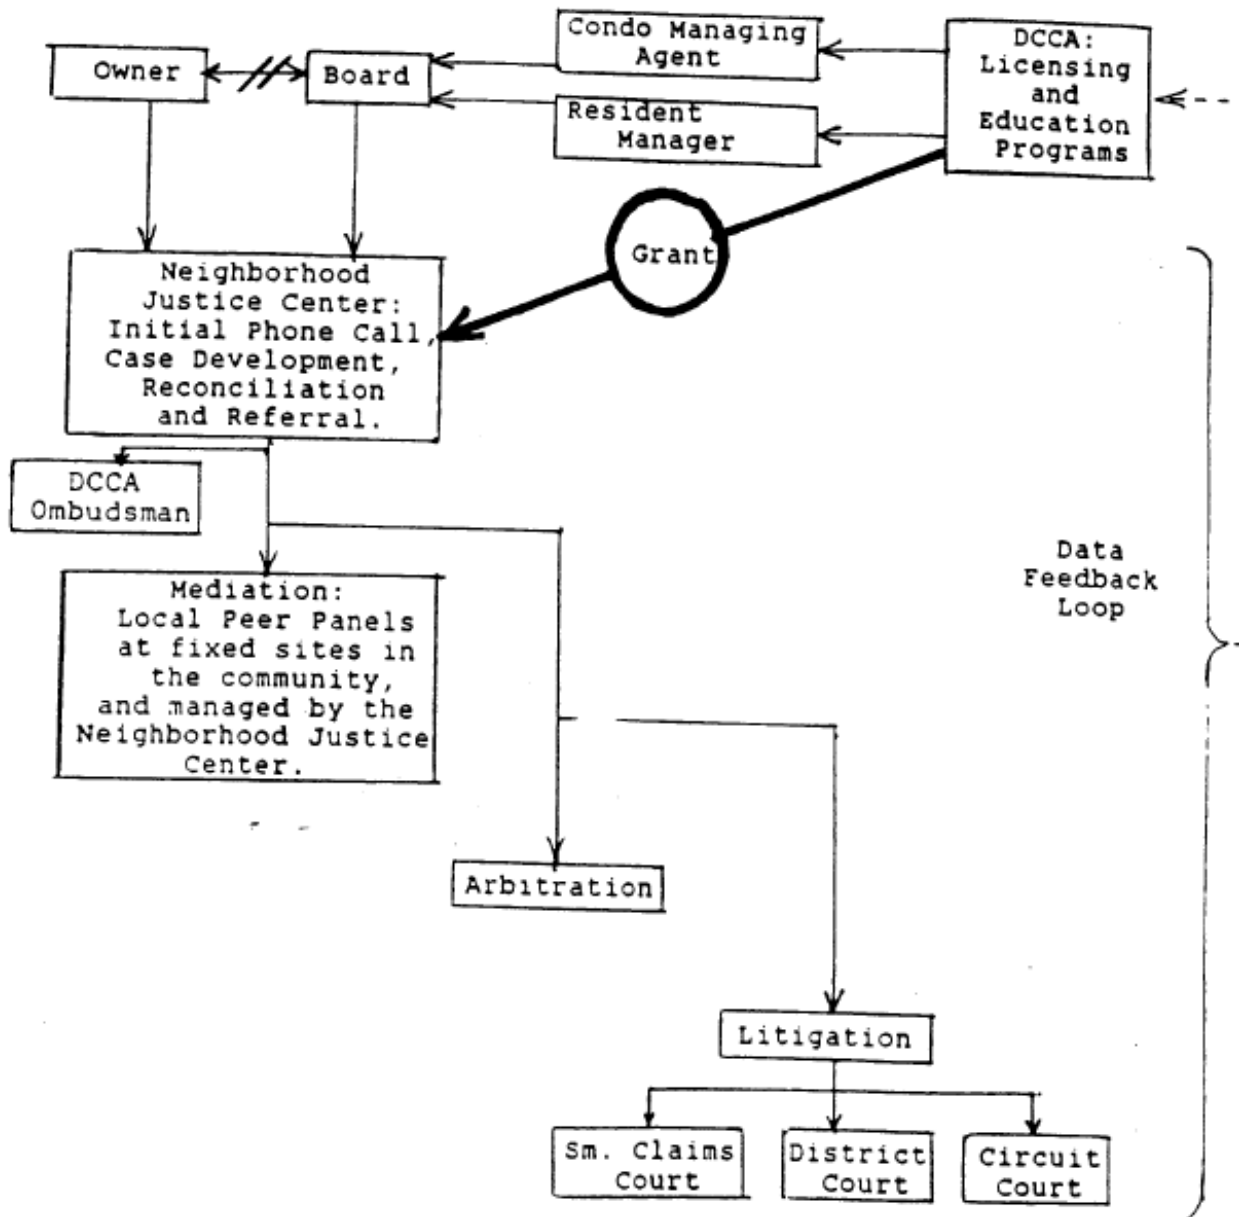 Owner
Board
Condo Managing
Agent
Resident
Manager
DCCA:
Licensing
and
Education
Programs
Grant
Neighborhood
Justice Center:
Initial Phone Call,
Case Development,
Reconciliation
and Referral.
DCCA
Ombudsman
Mediation:
Local Peer Panels
at fixed sites in
the community,
and managed by the
Neighborhood Justice
Center.
Data
Feedback
Loop
Arbitration
Litigation
Sm. Claims
Court
District
Court
Circuit
Court